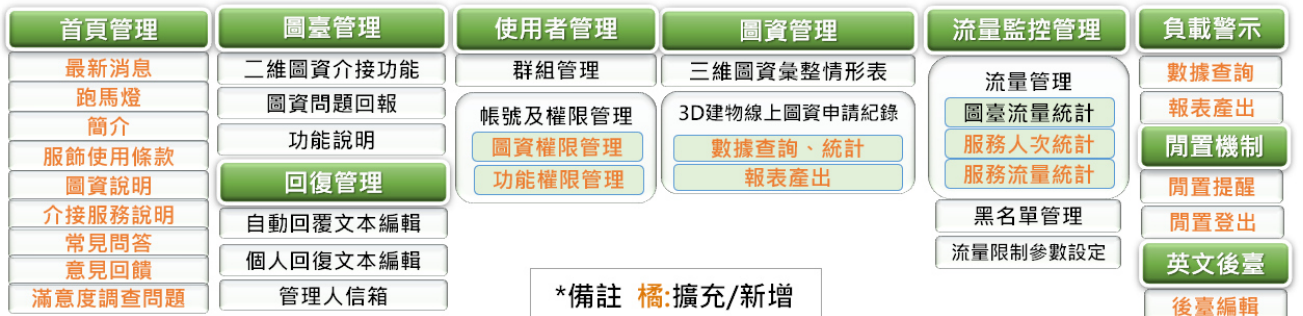 首頁管理
最新消息
跑馬燈
簡介
服飾使用條款
圖資說明
介接服務說明
常見問答
意見回饋
滿意度調查問題
圖臺管理
二維圖資介接功能
圖資問題回報
功能說明
回復管理
自動回覆文本編輯
個人回復文本編輯
管理人信箱
使用者管理
群組管理
帳號及權限管理
圖資權限管理
功能權限管理
圖資管理
三維圖資彙整情形表
3D建物線上圖資申請紀錄
數據查詢、統計
報表產出
流量監控管理
流量管理
圖臺流量統計
服務人次統計
服務流量統計
黑名單管理
流量限制參數設定
負載警示
數據查詢
報表產出
閒置機制
閒置提醒
閒置登出
英文後臺
後臺編輯
*備註 橘:擴充/新增